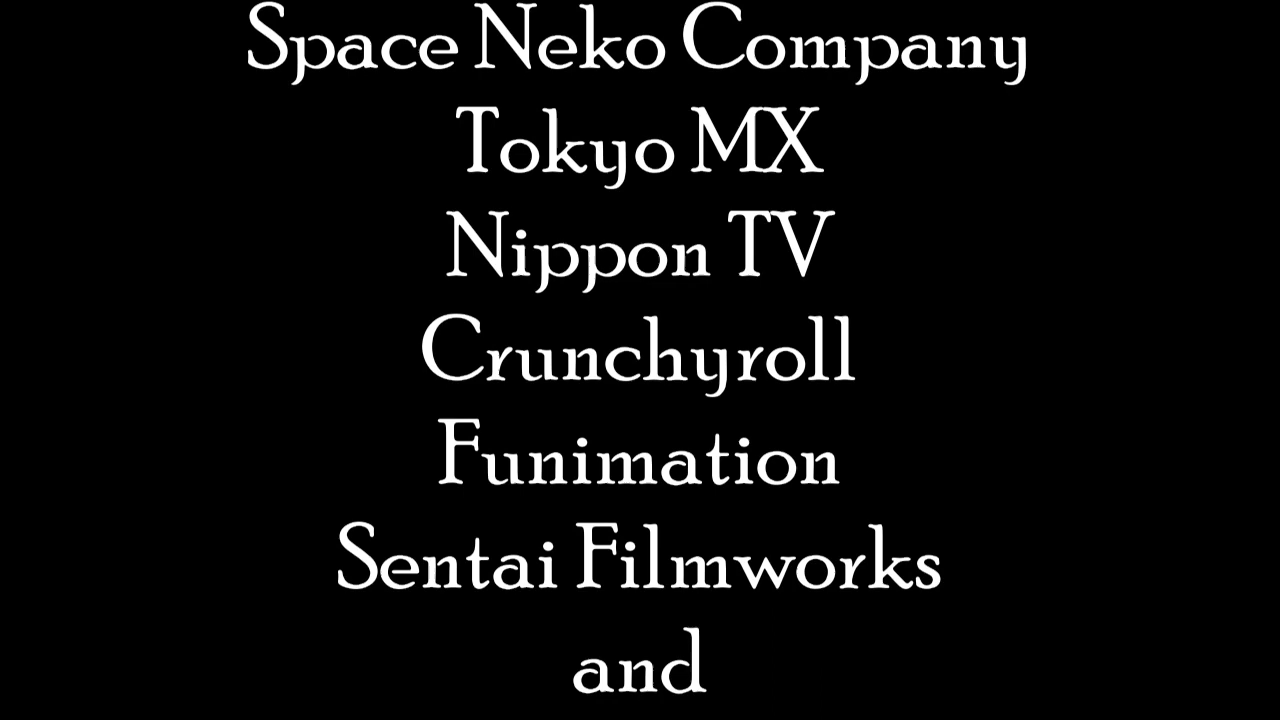 Space Neko Company
Tokyo MX
Nippon TV
Crunchyroll
Funimation
Sentai Filmworks
and